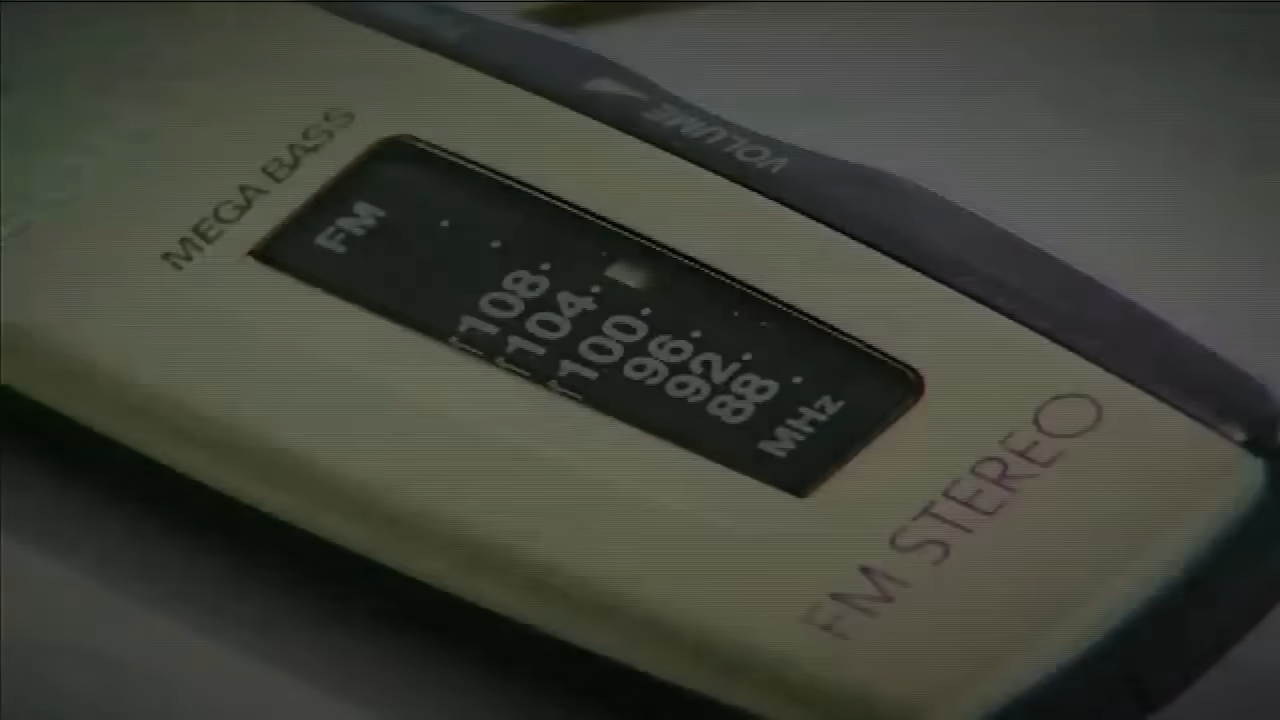 MEGA BASS
VOLUME
FM
108
104
100
96
92
88
MHz
FM STEREO